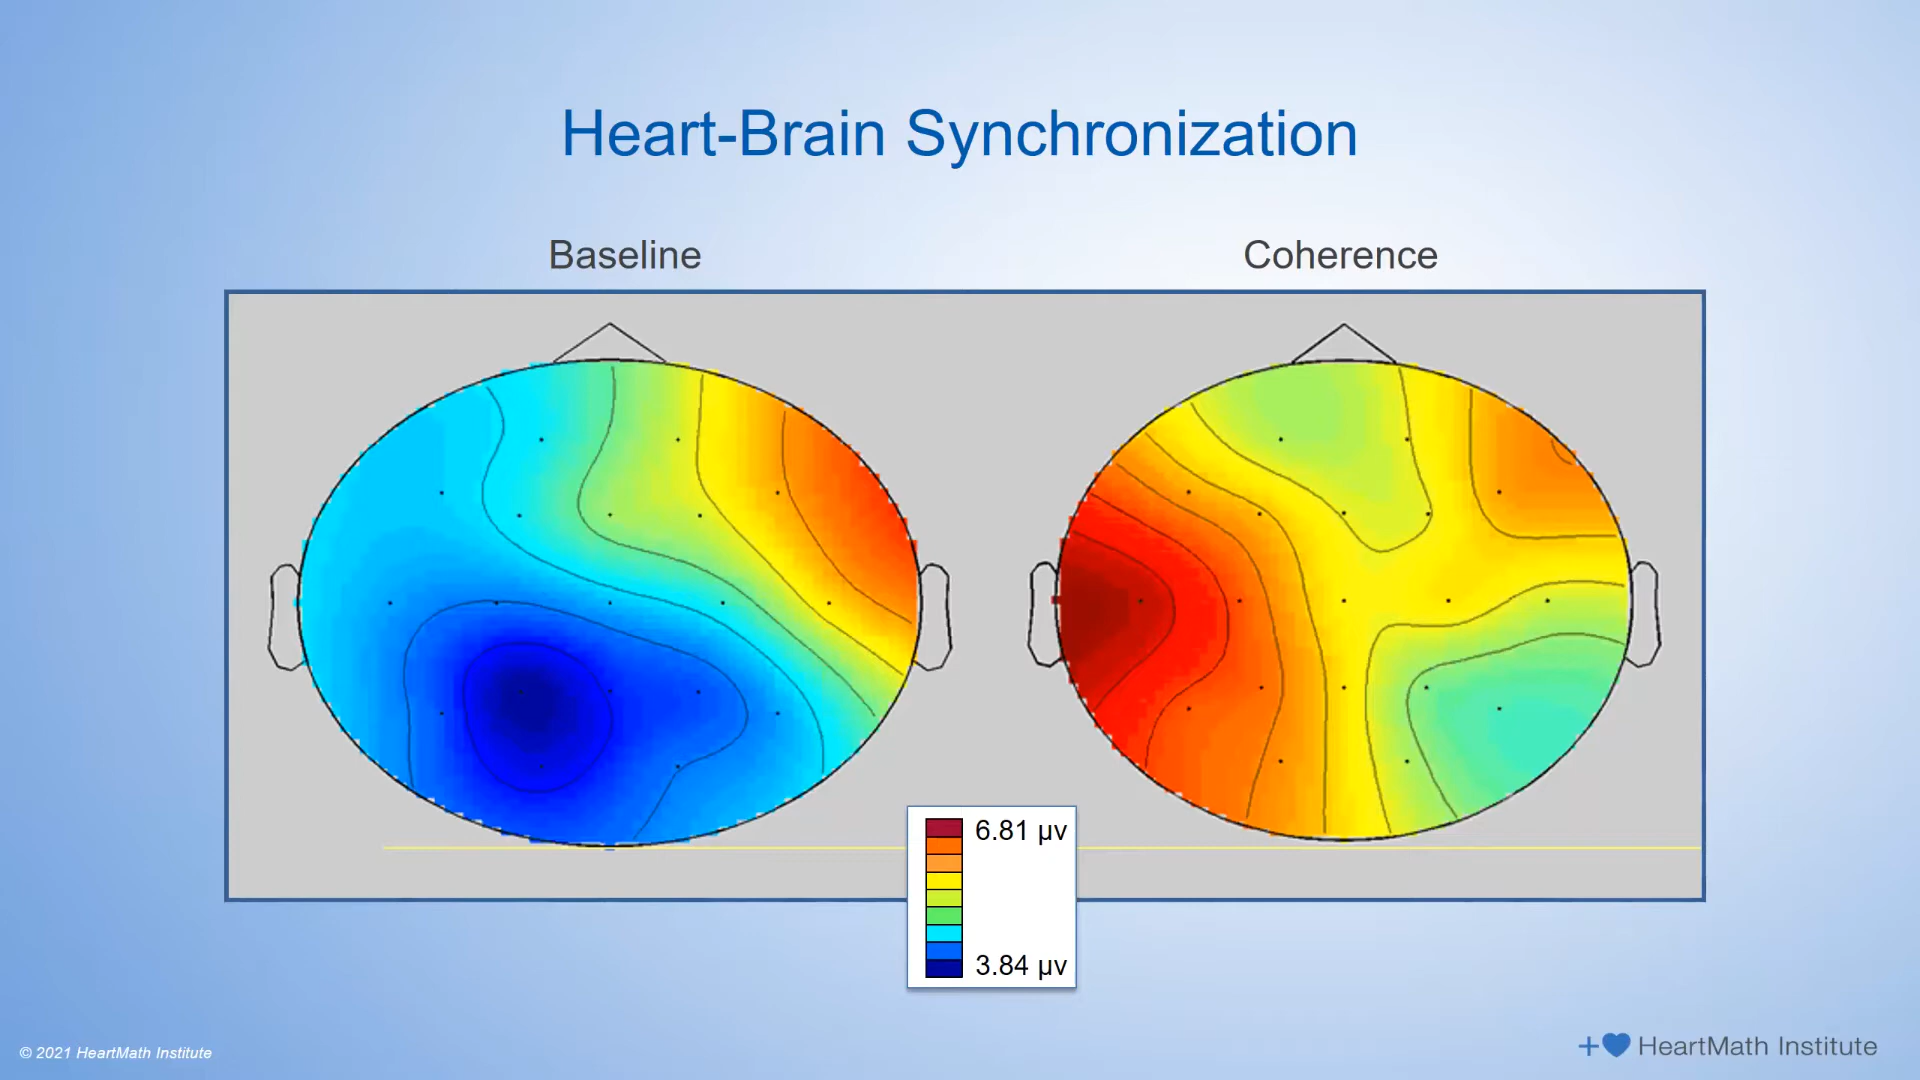 Heart-Brain Synchronization
Baseline
Coherence
6.81 μv
3.84 μv
© 2021 HeartMath Institute
HeartMath Institute